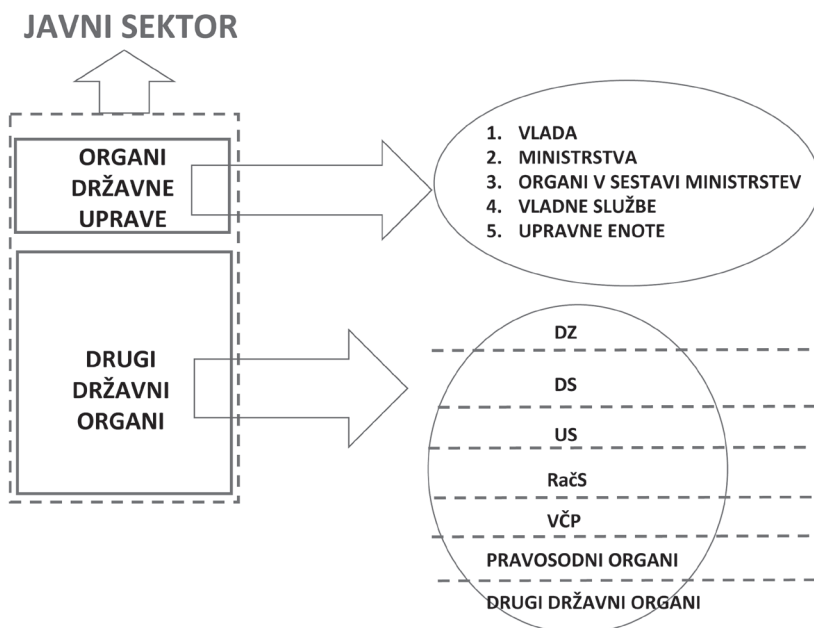 JAVNI SEKTOR
ORGANI
DRŽAVNE
UPRAVE
1. VLADA
2. MINISTRSTVA
3. ORGANI V SESTAVI MINISTRSTEV
4. VLADNE SLUŽBE
5. UPRAVNE ENOTE
DRUGI
DRŽAVNI
ORGANI
DZ
DS
US
RačS
VČP
PRAVOSODNI ORGANI
DRUGI DRŽAVNI ORGANI